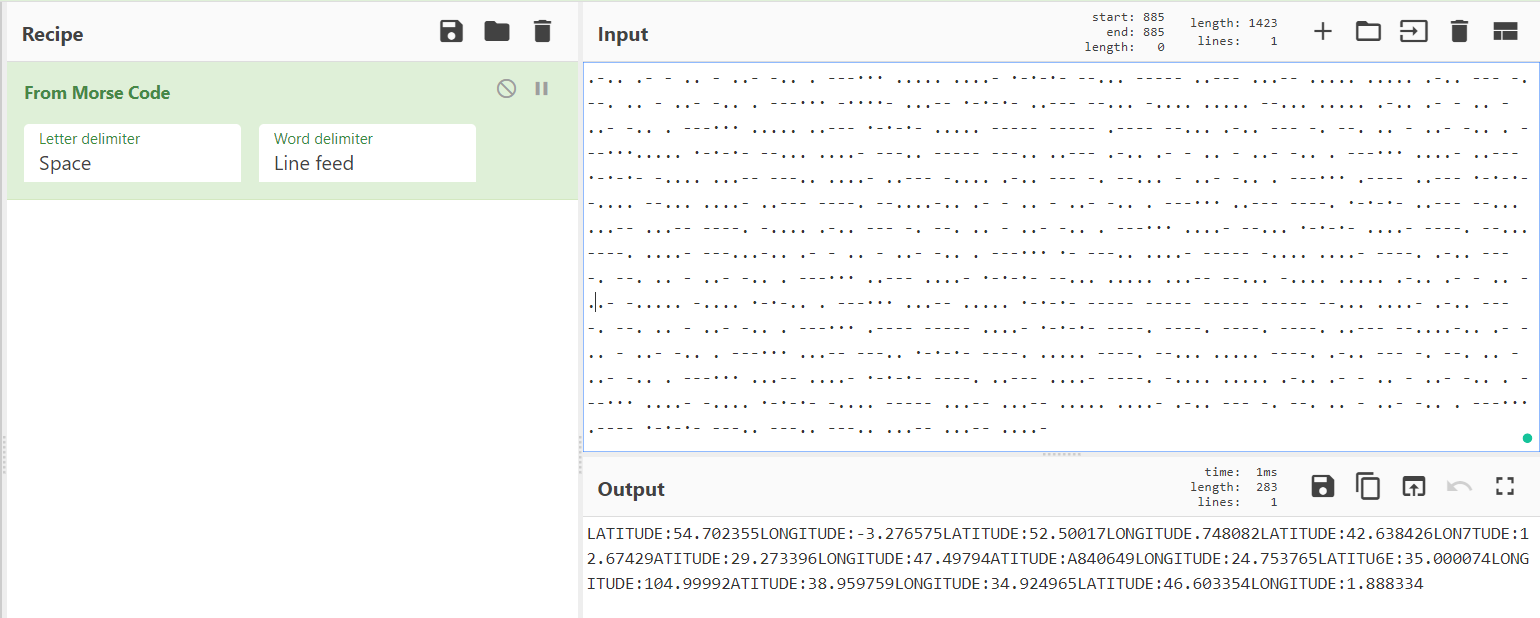 Recipe
From Morse Code
Letter delimiter
Space
Word delimiter
Line feed
Input
start: 885
end: 885
length: 0
length: 1423
lines: 1
.-.. .- - .. - ..- -.. . ---••• ..... ....- •-•-•- --... ----- ..--- ...-- ..... ..... .-.. --- -.
--. .. - ..- -.. . ---••• -••••- ...-- •-•-•- ..--- --... -.... ..... --... ..... .-.. .- - .. -
..- -.. . ---••• ..... ..--- •-•-•- ..... ----- ----- .---- --... .-.. --- -. --. .. - ..- -.. . -
--•••..... •-•-•- --... ....- ---.. ----- ---.. ..--- .-.. .- - .. - ..- -.. . ---••• ....- ..---
•-•-•- -.... ...-- ---.. ....- ..--- -.... .-.. --- -. --... - ..- -.. . ---••• .---- ..--- •-•-•-
-.... --... ....- ..--- ----. --....-.. .- - .. - ..- -.. . ---••• ..--- ----. •-•-•- ..--- --...
...-- ...-- ----. -.... .-.. --- -. --. .. - ..- -.. . ---••• ....- --... •-•-•- ....- ----. --...
----. ....- ---...-.. .- - .. - ..- -.. . ---••• •- ---.. ....- ----- -.... ....- ----. .-.. ---
-. --. .. - ..- -.. . ---••• ..--- ....- •-•-•- --... ..... ...-- --... -.... ..... .-.. .- - .. -
..- -..... -.... •-•-.. . ---••• ...-- ..... •-•-•- ----- ----- ----- ----- --... ....- .-.. ---
-. --. .. - ..- -.. . ---••• .---- ----- ....- •-•-•- ----. ----. ----. ----. ..--- --....-.. .- -
.. - ..- -.. . ---••• ...-- ---.. •-•-•- ----. ..... ----. --... ..... ----. .-.. --- -. --. .. -
..- -.. . ---••• ...-- ....- •-•-•- ----. ..--- ....- ----. -.... ..... .-.. .- - .. - ..- -.. . -
--••• ....- -.... •-•-•- -.... ----- ...-- ...-- ..... ....- .-.. --- -. --. .. - ..- -.. . ---•••
.---- •-•-•- ---.. ---.. ---.. ...-- ...-- ....-
Output
time: 1ms
length: 283
lines: 1
LATITUDE:54.702355LONGITUDE:-3.276575LATITUDE:52.50017LONGITUDE.748082LATITUDE:42.638426LON7TUDE:1
2.67429ATITUDE:29.273396LONGITUDE:47.49794ATITUDE:A840649LONGITUDE:24.753765LATITU6E:35.000074LONG
ITUDE:104.99992ATITUDE:38.959759LONGITUDE:34.924965LATITUDE:46.603354LONGITUDE:1.888334